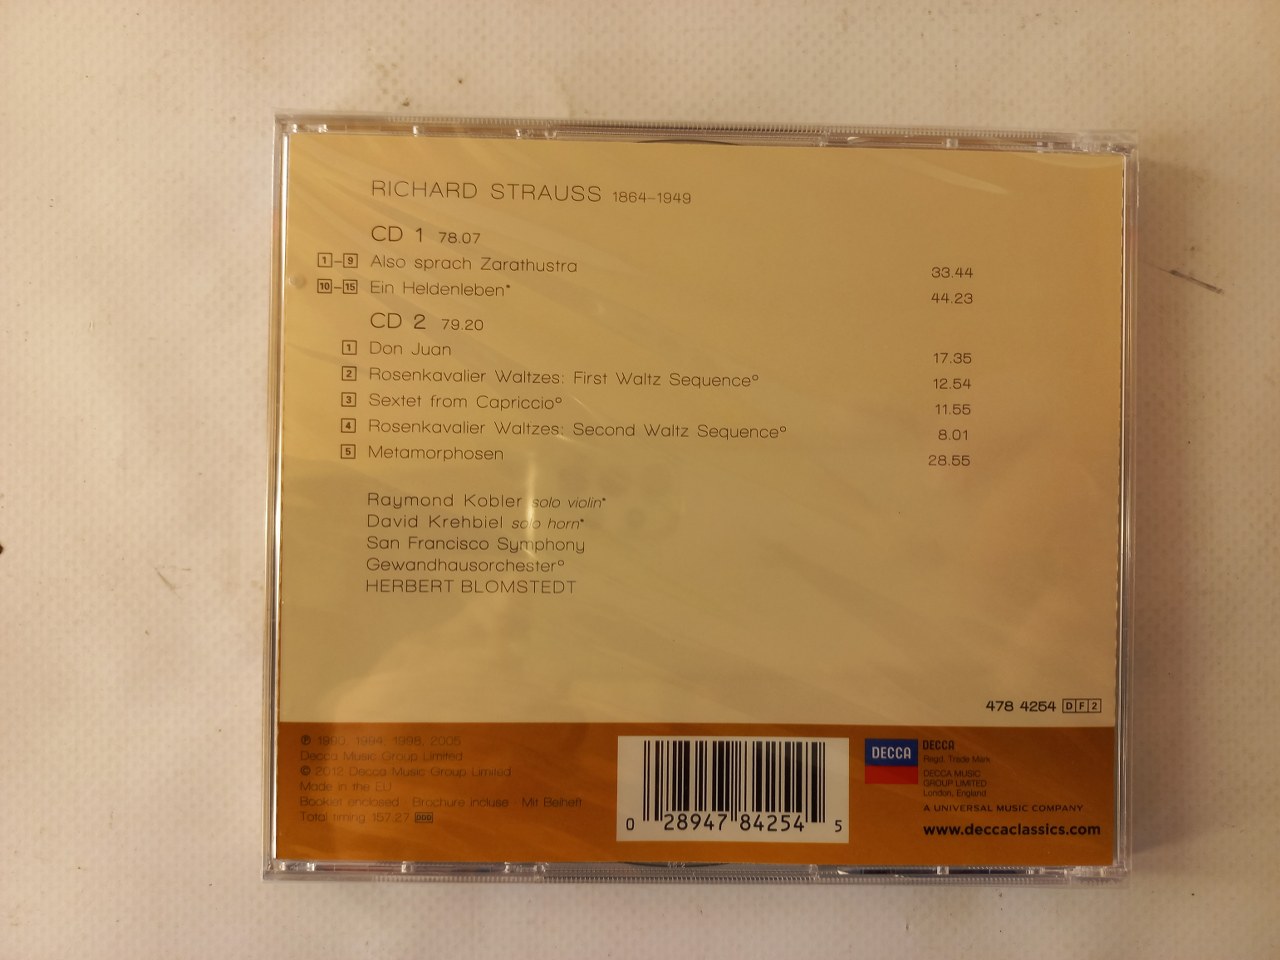 RICHARD STRAUSS 1864–1949
CD 1 78.07
1–9 Also sprach Zarathustra 33.44
10–15 Ein Heldenleben* 44.23
CD 2 79.20
1 Don Juan 17.35
2 Rosenkavalier Waltzes: First Waltz Sequence° 12.54
3 Sextet from Capriccio° 11.55
4 Rosenkavalier Waltzes: Second Waltz Sequence° 8.01
5 Metamorphosen 28.55
Raymond Kobler solo violin*
David Krehbiel solo horn*
San Francisco Symphony
Gewandhausorchester°
HERBERT BLOMSTEDT
478 4254 DF2
℗ 1990, 1994, 1998, 2005
Decca Music Group Limited
© 2012 Decca Music Group Limited
Made in the EU
Booklet enclosed · Brochure incluse · Mit Beiheft
Total timing 157.27 DDD
0 28947 84254 5
DECCA
DECCA
Regd. Trade Mark
DECCA MUSIC
GROUP LIMITED
London, England
A UNIVERSAL MUSIC COMPANY
www.deccaclassics.com